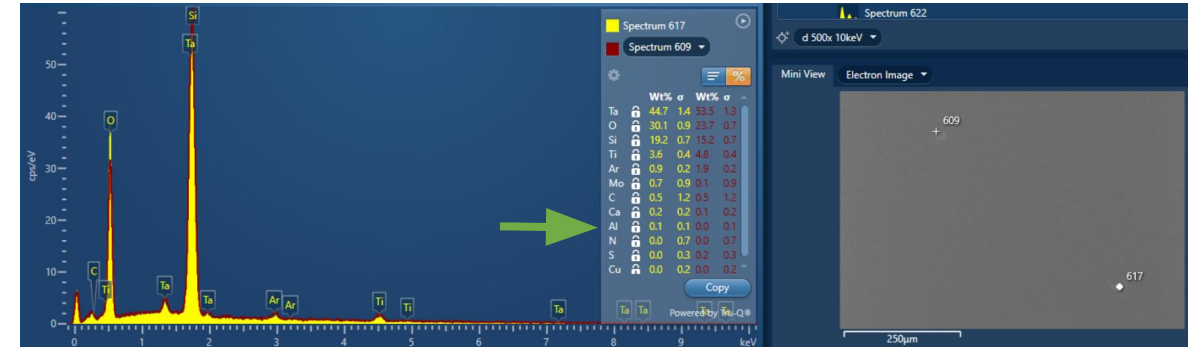 Spectrum 622
d 500x 10keV
Mini View Electron Image
Spectrum 617
Spectrum 609
%
Wt% σ Wt% σ
Ta 44.7 1.4 53.5 1.3
O 30.1 0.9 23.7 0.7
Si 19.2 0.7 15.2 0.7
Ti 3.6 0.4 4.8 0.4
Ar 0.9 0.2 1.9 0.2
Mo 0.7 0.9 0.1 0.9
C 0.5 1.2 0.5 1.2
Ca 0.2 0.2 0.1 0.2
Al 0.1 0.1 0.0 0.1
N 0.0 0.7 0.0 0.7
S 0.0 0.3 0.2 0.3
Cu 0.0 0.2 0.0 0.2
Copy
Powered by Tru-Q®
cps/eV
50
40
30
20
10
0
Si
Ta
O
C
Ti
Ta
Ta
Ar
Ar
Ti
Ti
Ta
Ta
Ta
Ta
Ta
0 1 2 3 4 5 6 7 8 9 keV
609
617
250µm